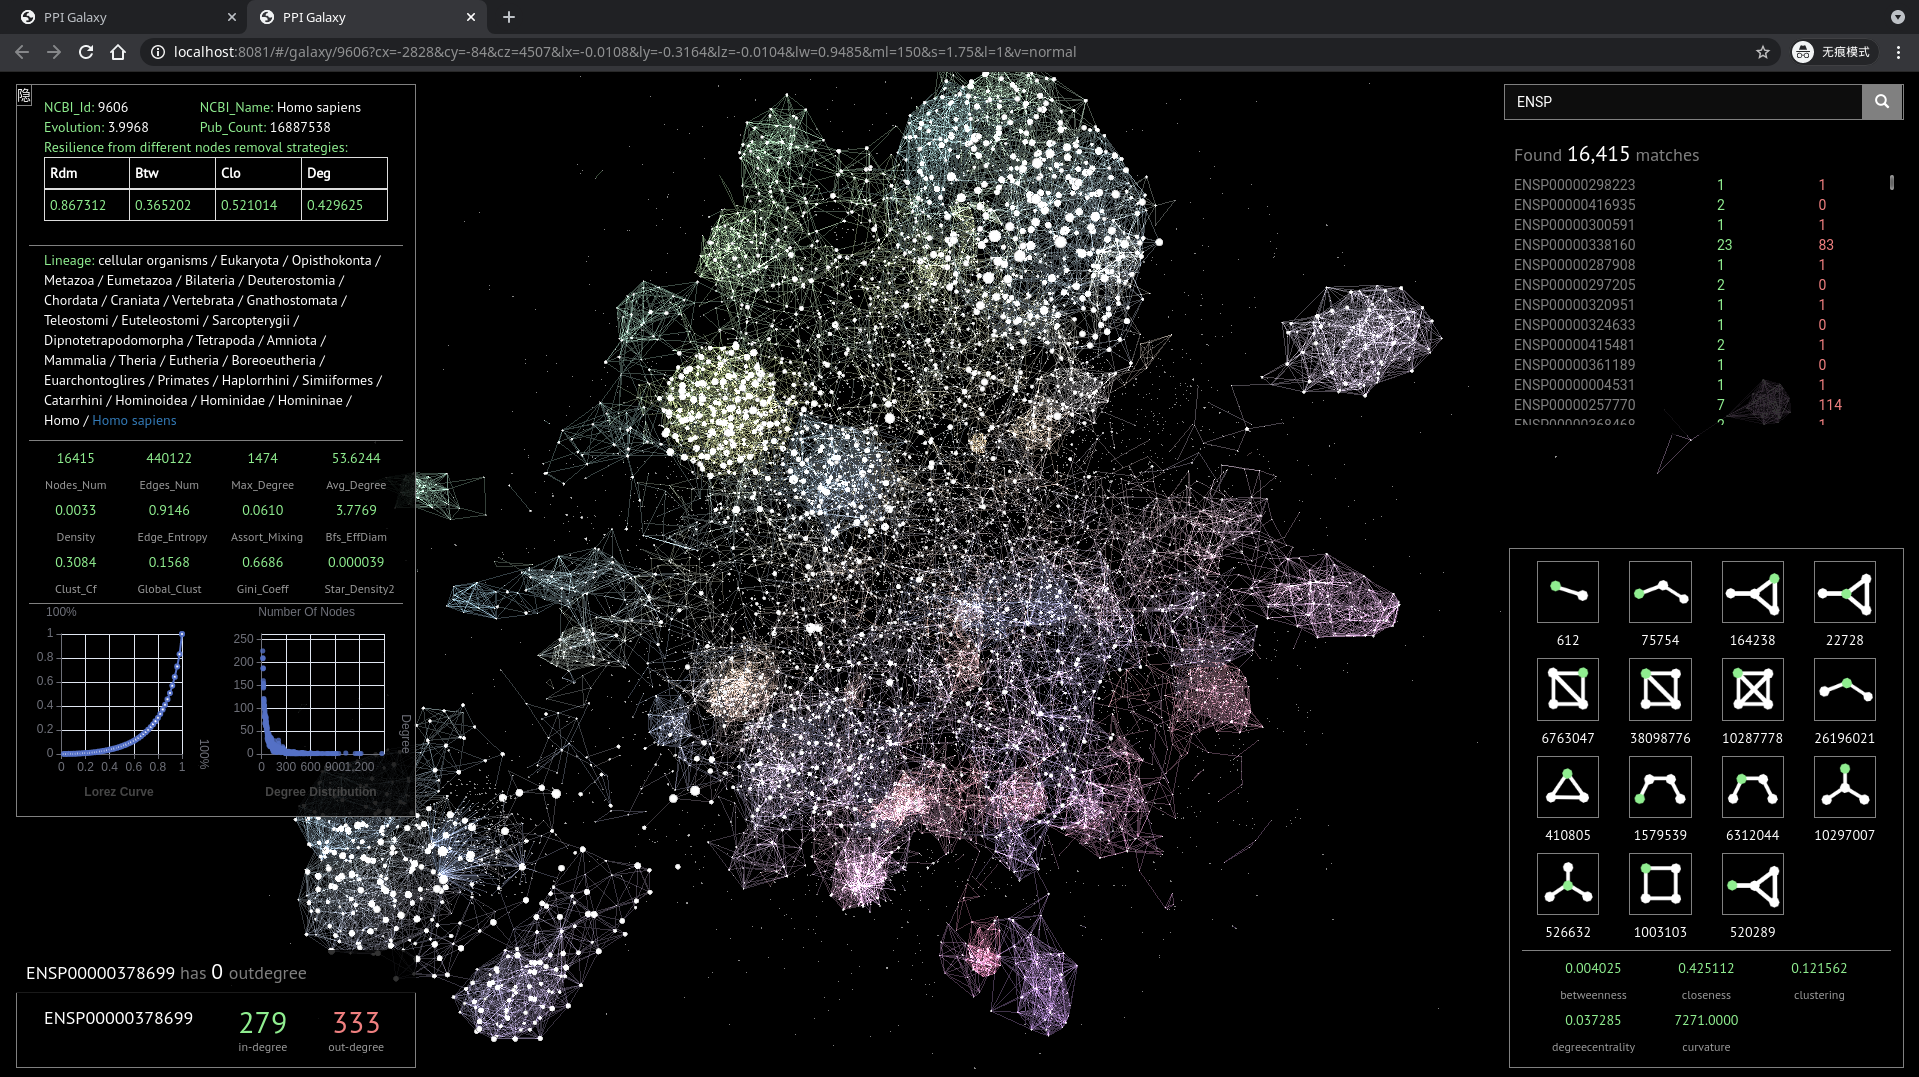 PPI Galaxy
PPI Galaxy
localhost:8081/#/galaxy/9606?cx=-2828&cy=-84&cz=4507&lx=-0.0108&ly=-0.3164&lz=-0.0104&lw=0.9485&ml=150&s=1.75&l=1&v=normal
无痕模式
隐
NCBI_Id: 9606 NCBI_Name: Homo sapiens
Evolution: 3.9968 Pub_Count: 16887538
Resilience from different nodes removal strategies:
Rdm Btw Clo Deg
0.867312 0.365202 0.521014 0.429625
Lineage: cellular organisms / Eukaryota / Opisthokonta /
Metazoa / Eumetazoa / Bilateria / Deuterostomia /
Chordata / Craniata / Vertebrata / Gnathostomata /
Teleostomi / Euteleostomi / Sarcopterygii /
Dipnotetrapodomorpha / Tetrapoda / Amniota /
Mammalia / Theria / Eutheria / Boreoeutheria /
Euarchontoglires / Primates / Haplorrhini / Simiiformes /
Catarrhini / Hominoidea / Hominidae / Homininae /
Homo / Homo sapiens
16415 440122 1474 53.6244
Nodes_Num Edges_Num Max_Degree Avg_Degree
0.0033 0.9146 0.0610 3.7769
Density Edge_Entropy Assort_Mixing Bfs_EffDiam
0.3084 0.1568 0.6686 0.000039
Clust_Cf Global_Clust Gini_Coeff Star_Density2
100%
1
0.8
0.6
0.4
0.2
0
0 0.2 0.4 0.6 0.8 1
100%
Lorez Curve
Number Of Nodes
250
200
150
100
50
0
0 300 600 900 1,200
Degree
Degree Distribution
ENSP00000378699 has 0 outdegree
ENSP00000378699 279 333
in-degree out-degree
ENSP
Found 16,415 matches
ENSP00000298223 1 1
ENSP00000416935 2 0
ENSP00000300591 1 1
ENSP00000338160 23 83
ENSP00000287908 1 1
ENSP00000297205 2 0
ENSP00000320951 1 1
ENSP00000324633 1 0
ENSP00000415481 2 1
ENSP00000361189 1 0
ENSP00000004531 1 1
ENSP00000257770 7 114
ENSP00000368468 2 1
612 75754 164238 22728
6763047 38098776 10287778 26196021
410805 1579539 6312044 10297007
526632 1003103 520289
0.004025 0.425112 0.121562
betweenness closeness clustering
0.037285 7271.0000
degreecentrality curvature